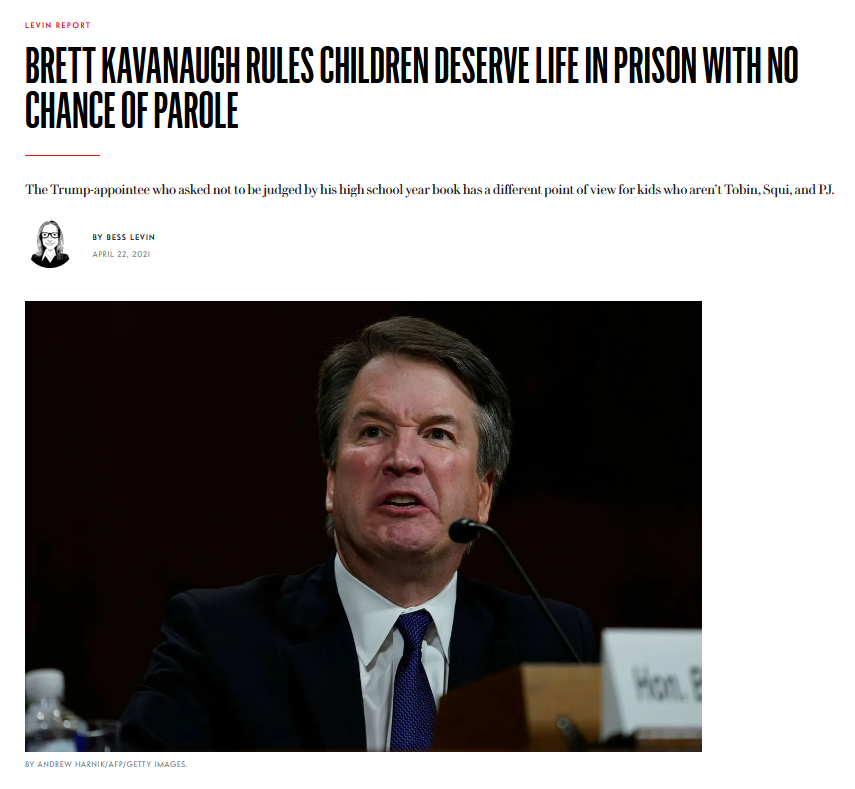 LEVIN REPORT
BRETT KAVANAUGH RULES CHILDREN DESERVE LIFE IN PRISON WITH NO
CHANCE OF PAROLE
The Trump-appointee who asked not to be judged by his high school year book has a different point of view for kids who aren’t Tobin, Squi, and P.J.
BY BESS LEVIN
APRIL 22, 2021
Hon. B
BY ANDREW HARNIK/AFP/GETTY IMAGES.